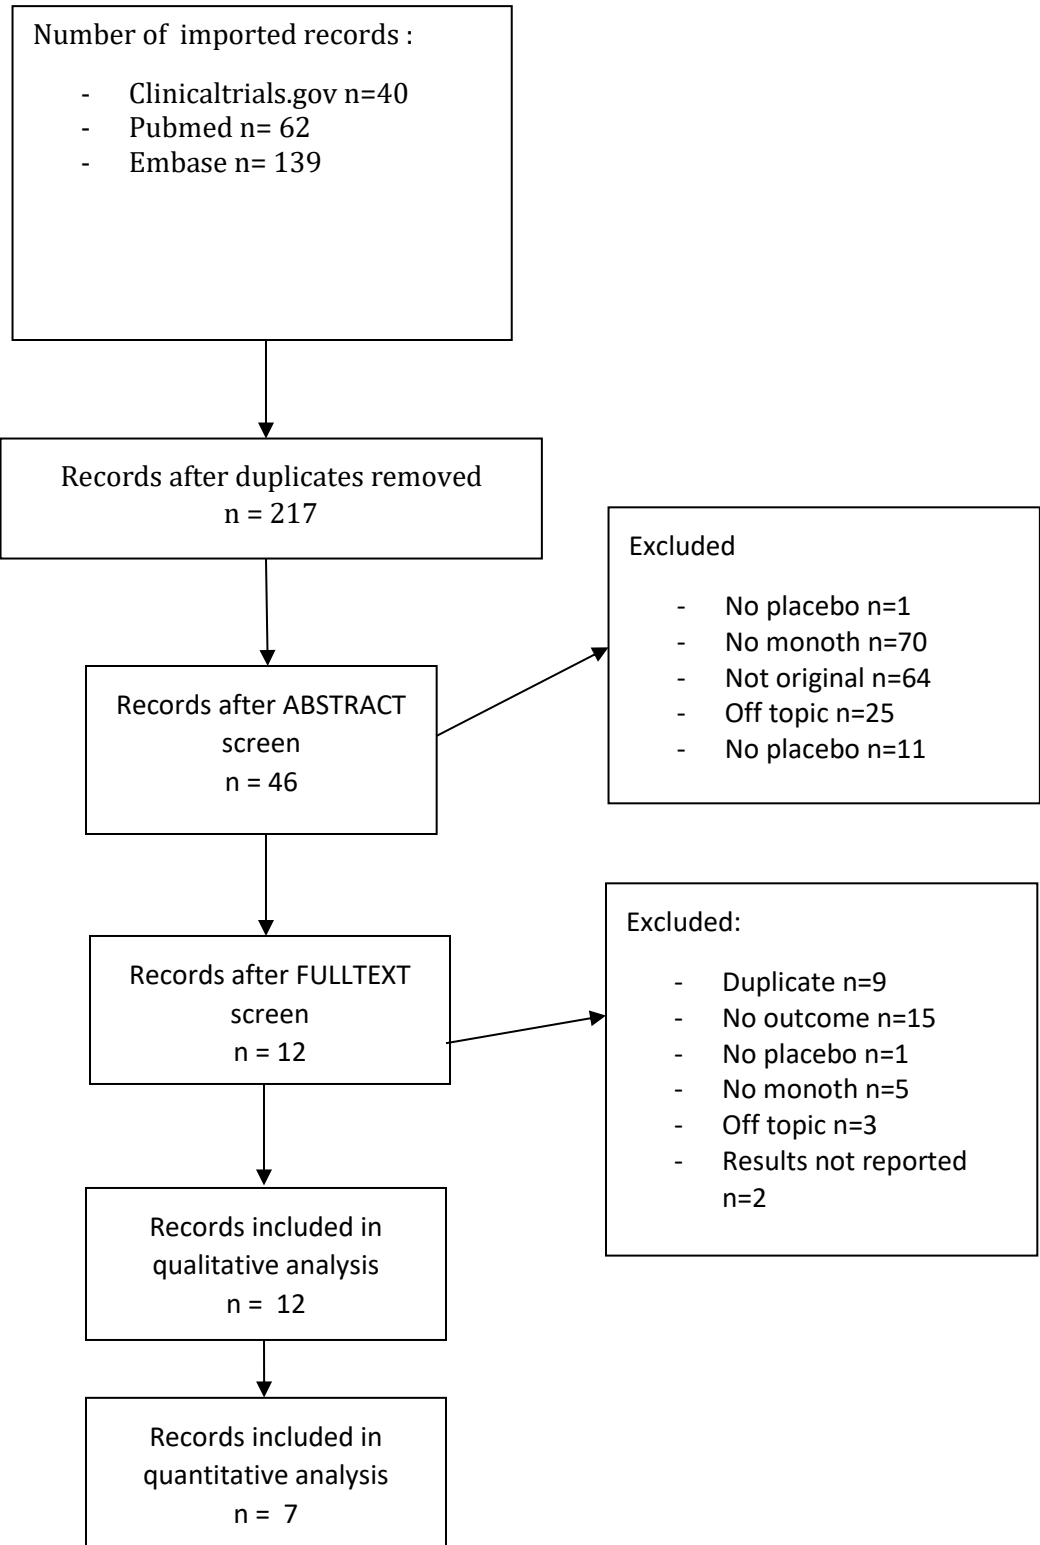 Number of imported records :
- Clinicaltrials.gov n=40
- Pubmed n= 62
- Embase n= 139
Records after duplicates removed
n = 217
Excluded
- No placebo n=1
- No monoth n=70
- Not original n=64
- Off topic n=25
- No placebo n=11
Records after ABSTRACT
screen
n = 46
Excluded:
- Duplicate n=9
- No outcome n=15
- No placebo n=1
- No monoth n=5
- Off topic n=3
- Results not reported
n=2
Records after FULLTEXT
screen
n = 12
Records included in
qualitative analysis
n = 12
Records included in
quantitative analysis
n = 7